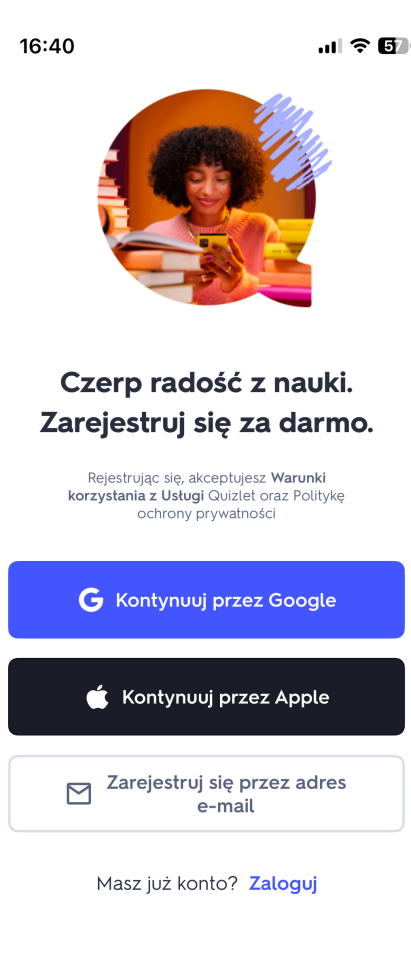 16:40
57
Czerp radość z nauki.
Zarejestruj się za darmo.
Rejestrując się, akceptujesz Warunki
korzystania z Usługi Quizlet oraz Politykę
ochrony prywatności
Kontynuuj przez Google
Kontynuuj przez Apple
Zarejestruj się przez adres
e-mail
Masz już konto? Zaloguj